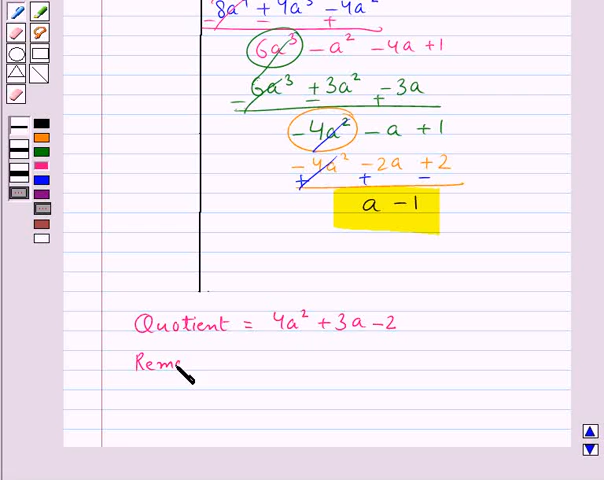 8a⁴ + 4a³ - 4a²
- - +
6a³ - a² - 4a + 1
6a³ + 3a² - 3a
- - +
- 4a² - a + 1
- 4a² - 2a + 2
+ + -
a - 1
Quotient = 4a² + 3a - 2
Rema